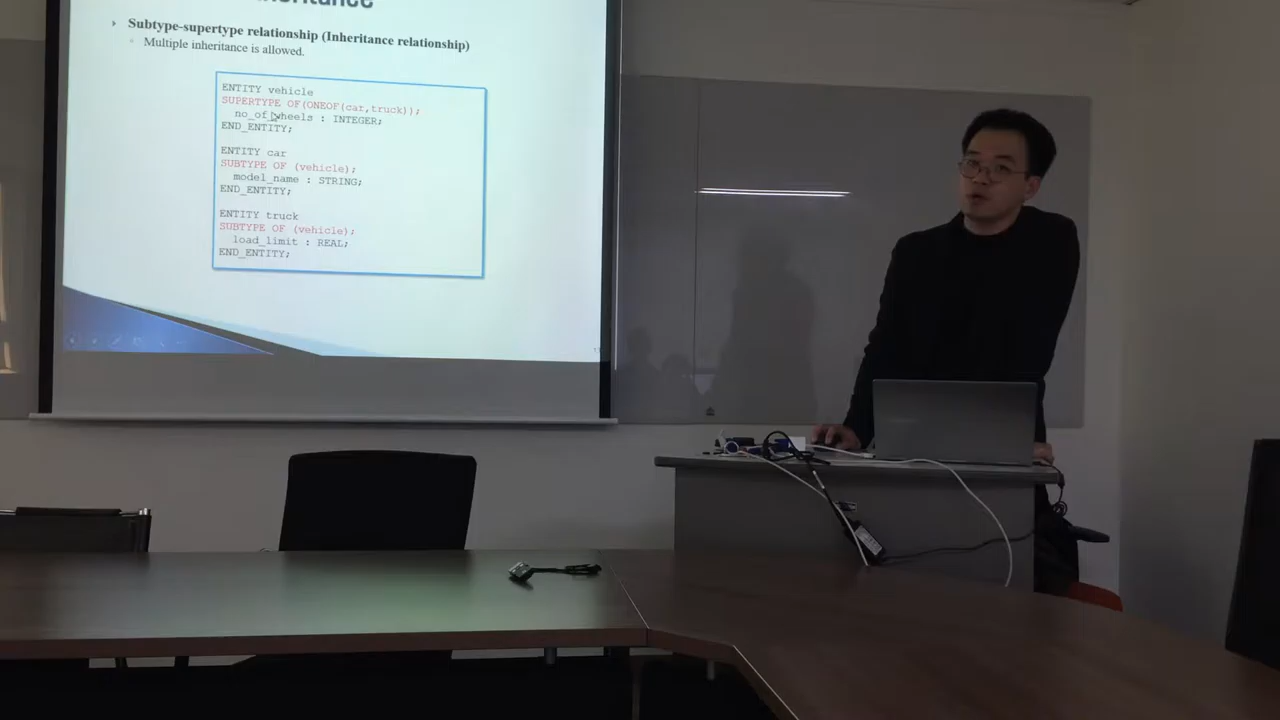 Inheritance
Subtype-supertype relationship (Inheritance relationship)
Multiple inheritance is allowed.
ENTITY vehicle
SUPERTYPE OF(ONEOF(car,truck));
no_of_wheels : INTEGER;
END_ENTITY;
ENTITY car
SUBTYPE OF (vehicle);
model_name : STRING;
END_ENTITY;
ENTITY truck
SUBTYPE OF (vehicle);
load_limit : REAL;
END_ENTITY;